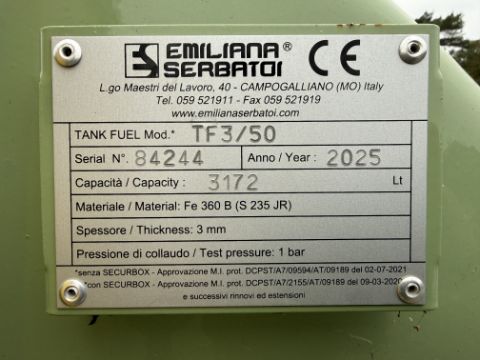 EMILIANA® SERBATOI CE
L.go Maestri del Lavoro, 40 - CAMPOGALLIANO (MO) Italy
Tel. 059 521911 - Fax 059 521919
www.emilianaserbatoi.com
TANK FUEL Mod.* TF3/50
Serial N°. 84244 Anno / Year : 2025
Capacità / Capacity : 3172 Lt
Materiale / Material: Fe 360 B (S 235 JR)
Spessore / Thickness: 3 mm
Pressione di collaudo / Test pressure: 1 bar
*senza SECURBOX - Approvazione M.I. prot. DCPST/A7/09594/AT/09189 del 02-07-2021
*con SECURBOX - Approvazione M.I. prot. DCPST/A7/2155/AT/09189 del 09-03-2020
e successivi rinnovi ed estensioni